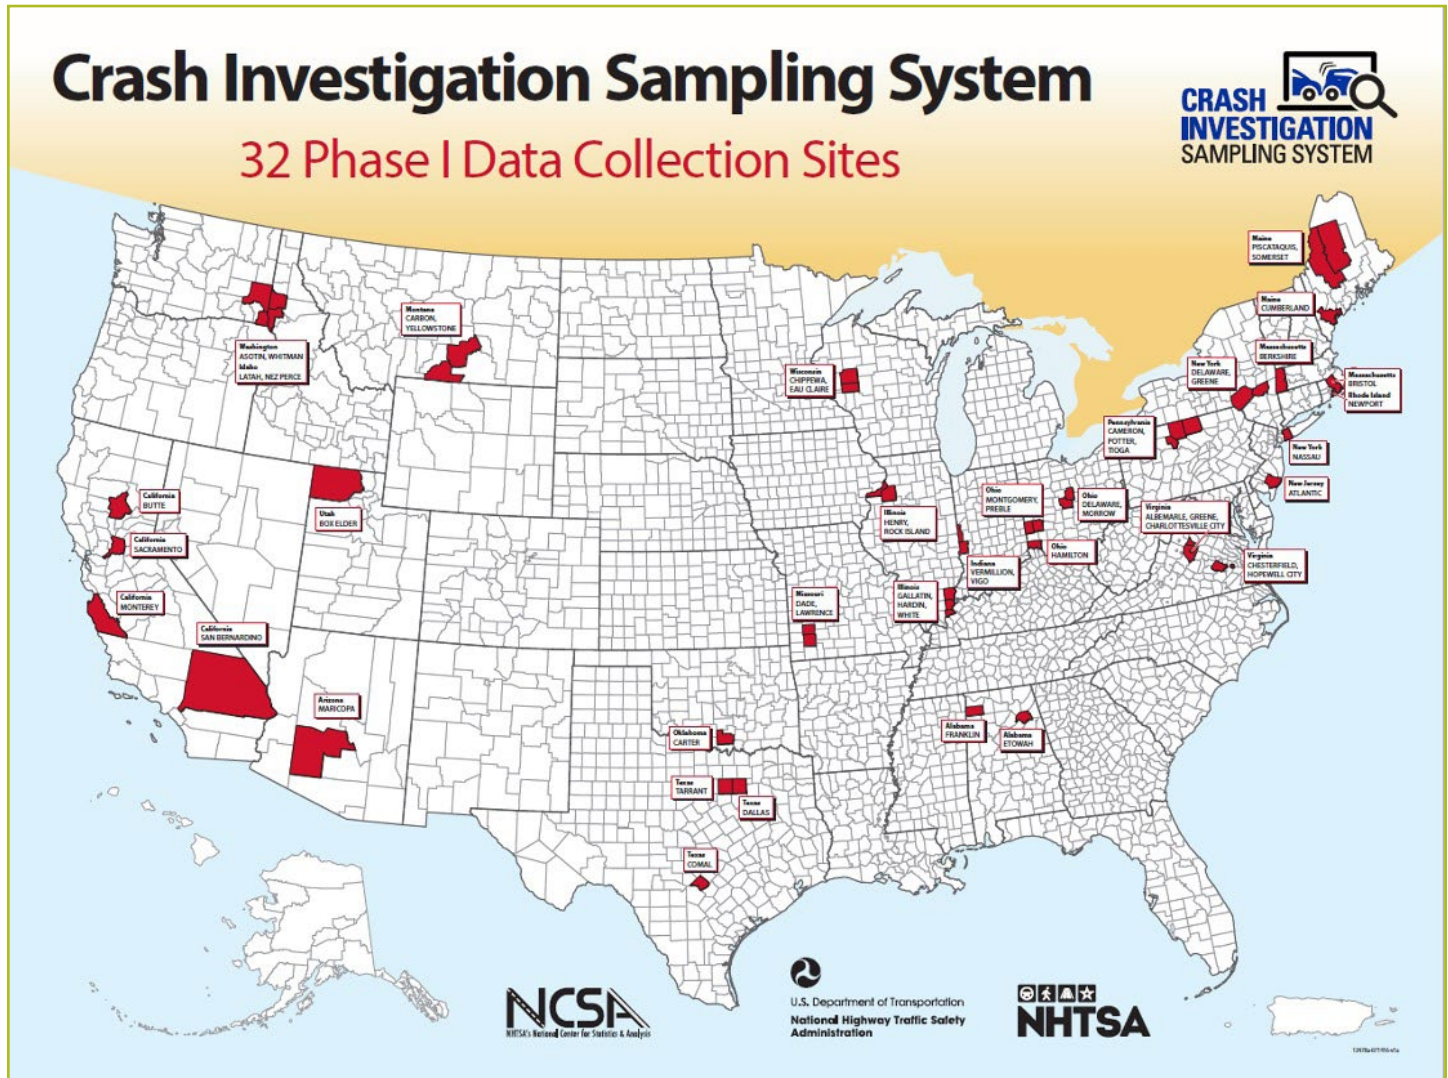 Crash Investigation Sampling System
32 Phase I Data Collection Sites
CRASH
INVESTIGATION
SAMPLING SYSTEM
Maine
PISCATAQUIS,
SOMERSET
Maine
CUMBERLAND
Montana
CARBON,
YELLOWSTONE
Washington
ASOTIN, WHITMAN
Idaho
LATAH, NEZ PERCE
Wisconsin
CHIPPEWA,
EAU CLAIRE
Massachusetts
BERKSHIRE
New York
DELAWARE,
GREENE
Massachusetts
BRISTOL
Rhode Island
NEWPORT
Pennsylvania
CAMERON,
POTTER,
TIOGA
New York
NASSAU
New Jersey
ATLANTIC
California
BUTTE
Utah
BOX ELDER
California
SACRAMENTO
Illinois
HENRY,
ROCK ISLAND
Ohio
MONTGOMERY,
PREBLE
Ohio
DELAWARE,
MORROW
Virginia
ALBEMARLE, GREENE,
CHARLOTTESVILLE CITY
Ohio
HAMILTON
Virginia
CHESTERFIELD,
HOPEWELL CITY
Indiana
VERMILLION,
VIGO
California
MONTEREY
Missouri
DADE,
LAWRENCE
Illinois
GALLATIN,
HARDIN,
WHITE
California
SAN BERNARDINO
Arizona
MARICOPA
Oklahoma
CARTER
Alabama
FRANKLIN
Alabama
ETOWAH
Texas
TARRANT
Texas
DALLAS
Texas
COMAL
NCSA
NHTSA's National Center for Statistics & Analysis
U.S. Department of Transportation
National Highway Traffic Safety
Administration
NHTSA